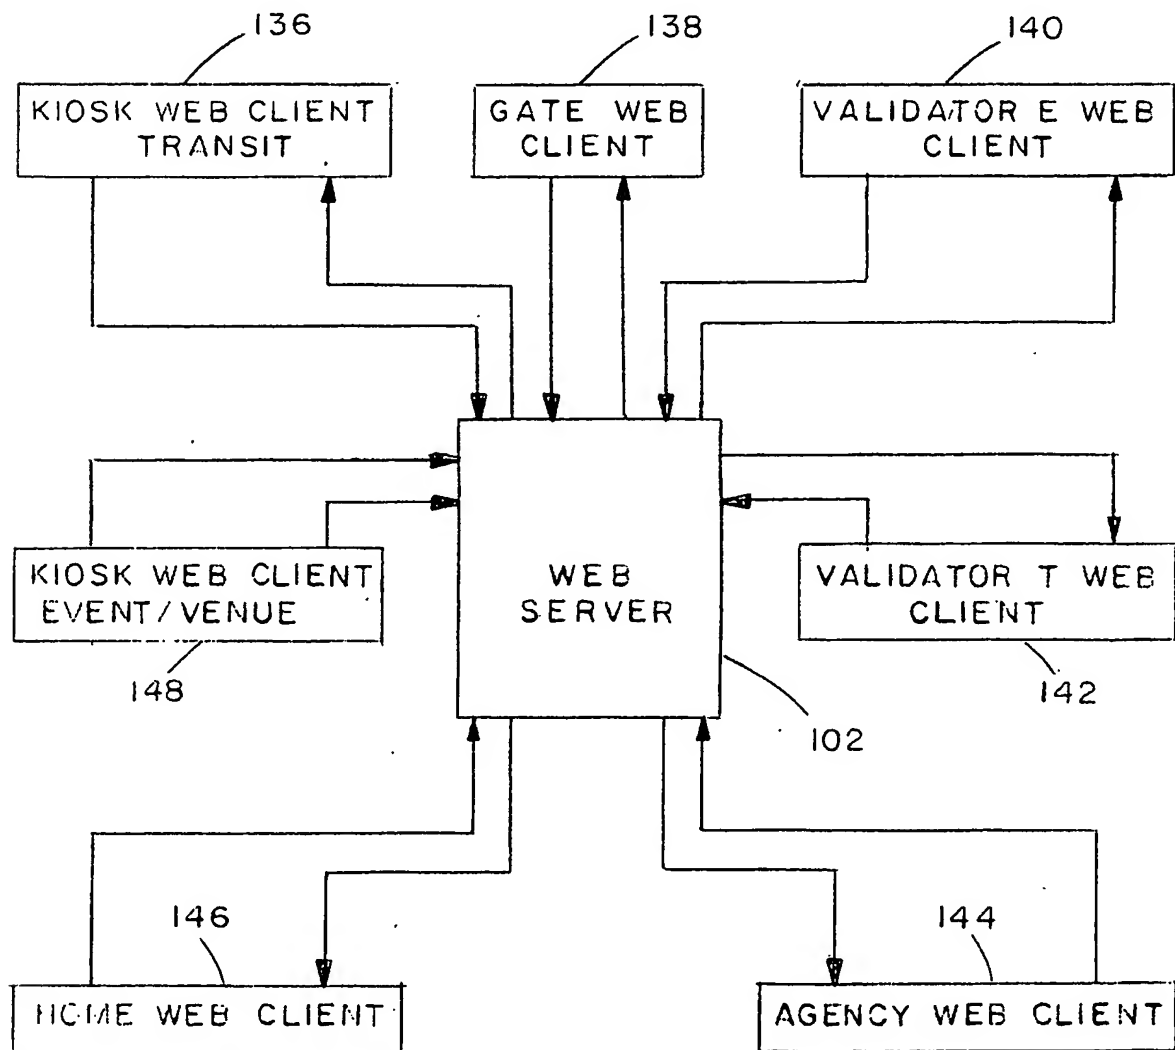 136
138
140
KIOSK WEB CLIENT
TRANSIT
GATE WEB
CLIENT
VALIDATOR E WEB
CLIENT
KIOSK WEB CLIENT
EVENT/VENUE
148
WEB
SERVER
VALIDATOR T WEB
CLIENT
142
102
146
144
HOME WEB CLIENT
AGENCY WEB CLIENT